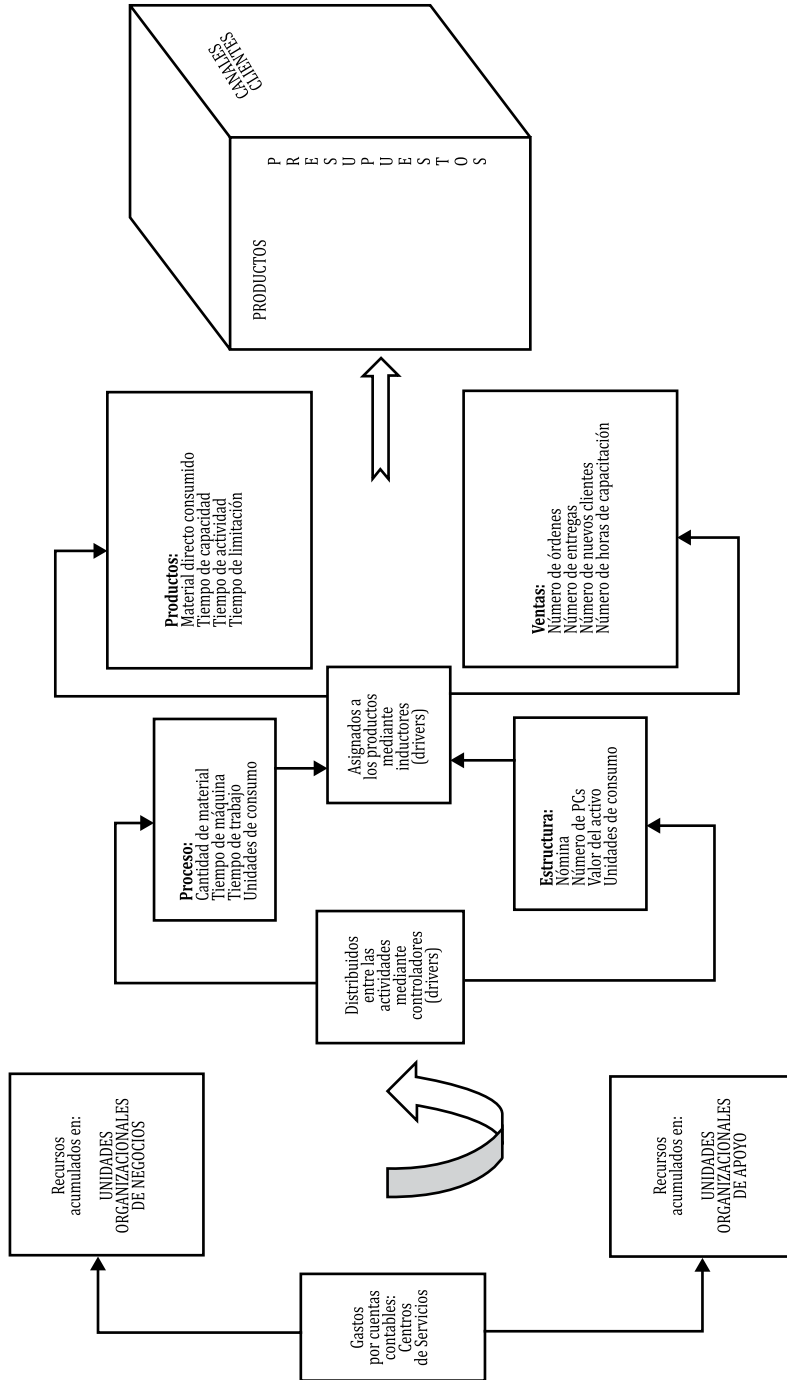 Gastos
por cuentas
contables:
Centros
de Servicios
Recursos
acumulados en:
UNIDADES
ORGANIZACIONALES
DE NEGOCIOS
Recursos
acumulados en:
UNIDADES
ORGANIZACIONALES
DE APOYO
Distribuidos
entre las
actividades
mediante
controladores
(drivers)
Proceso:
Cantidad de material
Tiempo de máquina
Tiempo de trabajo
Unidades de consumo
Estructura:
Nómina
Número de PCs
Valor del activo
Unidades de consumo
Asignados a
los productos
mediante
inductores
(drivers)
Productos:
Material directo consumido
Tiempo de capacidad
Tiempo de actividad
Tiempo de limitación
Ventas:
Número de órdenes
Número de entregas
Número de nuevos clientes
Número de horas de capacitación
PRODUCTOS
PRESUPUESTOS
CANALES
CLIENTES